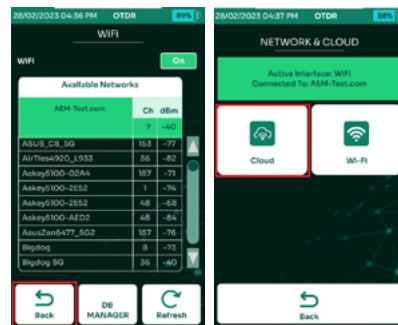 28/02/2023 04:36 PM OTDR 89%
WiFi
WiFi On
Available Networks
AEM-Test.com Ch dBm
7 -40
ASUS_C8_5G 153 -77
AirTies4920_L933 36 -82
Askey5100-02A4 157 -71
Askey5100-2E52 1 -74
Askey5100-2E52 48 -68
Askey5100-AED2 48 -84
AsusZen6477_5G2 157 -76
Bigdog 8 -73
Bigdog 5G 36 -40
Back
DB MANAGER
Refresh
28/02/2023 04:37 PM OTDR 88%
NETWORK & CLOUD
Active Interface: WIFI
Connected To: AEM-Test.com
Cloud
Wi-Fi
Back